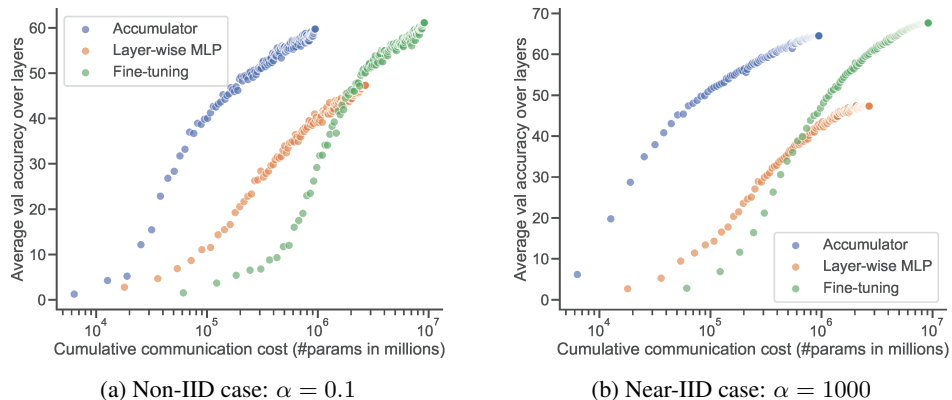 Average val accuracy over layers
60
50
40
30
20
10
0
Accumulator
Layer-wise MLP
Fine-tuning
10^4
10^5
10^6
10^7
Cumulative communication cost (#params in millions)
(a) Non-IID case: α = 0.1
Average val accuracy over layers
70
60
50
40
30
20
10
0
Accumulator
Layer-wise MLP
Fine-tuning
10^4
10^5
10^6
10^7
Cumulative communication cost (#params in millions)
(b) Near-IID case: α = 1000